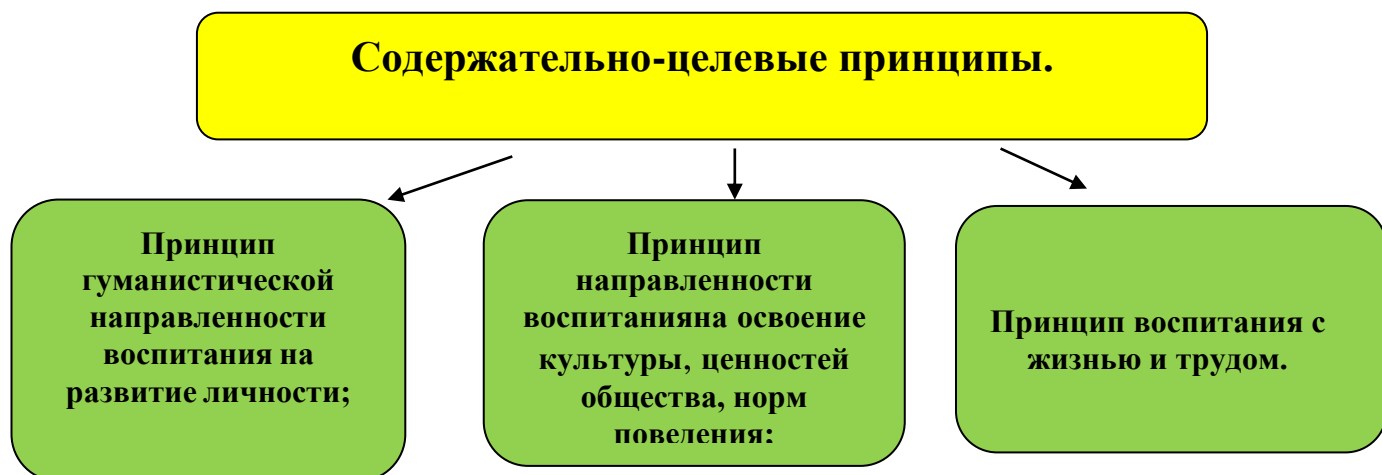 Содержательно-целевые принципы.
Принцип
гуманистической
направленности
воспитания на
развитие личности;
Принцип
направленности
воспитанияна освоение
культуры, ценностей
общества, норм
поведения;
Принцип воспитания с
жизнью и трудом.